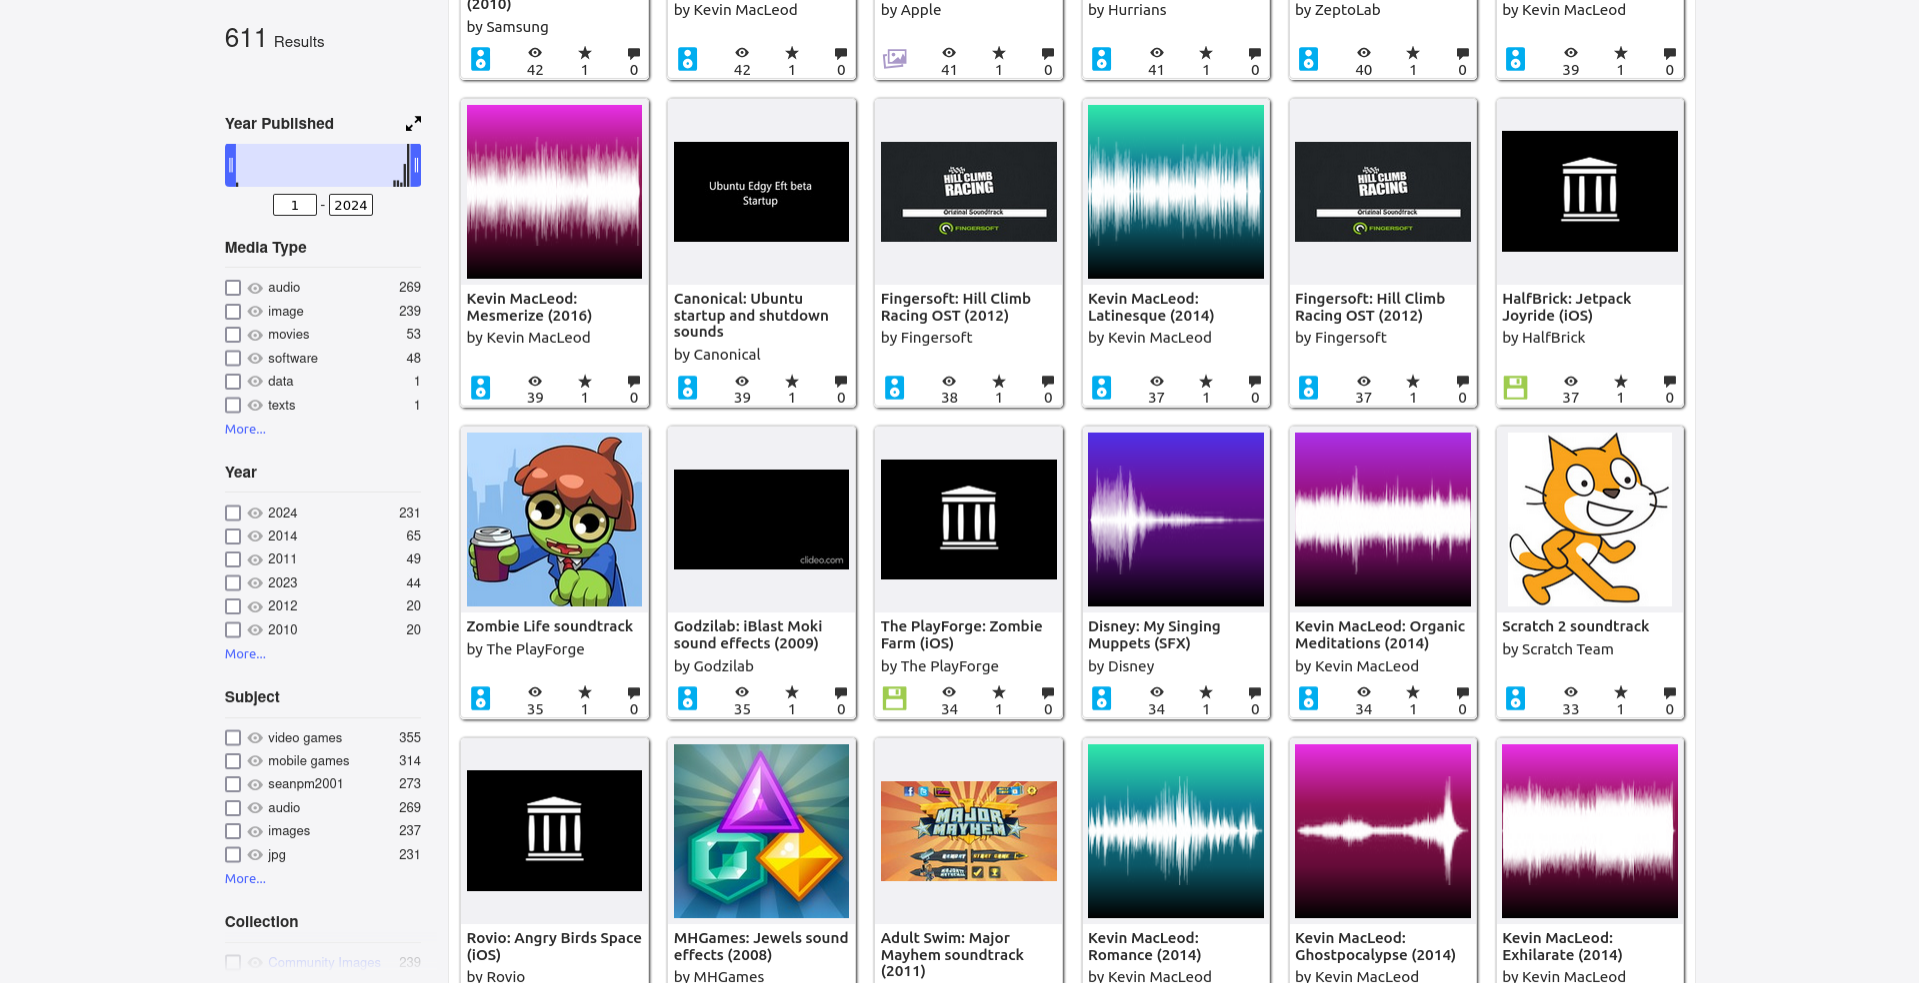 611 Results
Year Published
1 - 2024
Media Type
audio 269
image 239
movies 53
software 48
data 1
texts 1
More...
Year
2024 231
2014 65
2011 49
2023 44
2012 20
2010 20
More...
Subject
video games 355
mobile games 314
seanpm2001 273
audio 269
images 237
jpg 231
More...
Collection
Community Images 239
(2010)
by Samsung
42 1 0
by Kevin MacLeod
42 1 0
by Apple
41 1 0
by Hurrians
41 1 0
by ZeptoLab
40 1 0
by Kevin MacLeod
39 1 0
Kevin MacLeod:
Mesmerize (2016)
by Kevin MacLeod
39 1 0
Ubuntu Edgy Eft beta
Startup
Canonical: Ubuntu
startup and shutdown
sounds
by Canonical
39 1 0
HILL CLIMB
RACING
Original Soundtrack
FINGERSOFT
Fingersoft: Hill Climb
Racing OST (2012)
by Fingersoft
38 1 0
Kevin MacLeod:
Latinesque (2014)
by Kevin MacLeod
37 1 0
HILL CLIMB
RACING
Original Soundtrack
FINGERSOFT
Fingersoft: Hill Climb
Racing OST (2012)
by Fingersoft
37 1 0
HalfBrick: Jetpack
Joyride (iOS)
by HalfBrick
37 1 0
Zombie Life soundtrack
by The PlayForge
35 1 0
clideo.com
Godzilab: iBlast Moki
sound effects (2009)
by Godzilab
35 1 0
The PlayForge: Zombie
Farm (iOS)
by The PlayForge
34 1 0
Disney: My Singing
Muppets (SFX)
by Disney
34 1 0
Kevin MacLeod: Organic
Meditations (2014)
by Kevin MacLeod
34 1 0
Scratch 2 soundtrack
by Scratch Team
33 1 0
Rovio: Angry Birds Space
(iOS)
by Rovio
MHGames: Jewels sound
effects (2008)
by MHGames
MAJOR
MAYHEM
Adult Swim: Major
Mayhem soundtrack
(2011)
Kevin MacLeod:
Romance (2014)
by Kevin MacLeod
Kevin MacLeod:
Ghostpocalypse (2014)
by Kevin MacLeod
Kevin MacLeod:
Exhilarate (2014)
by Kevin MacLeod